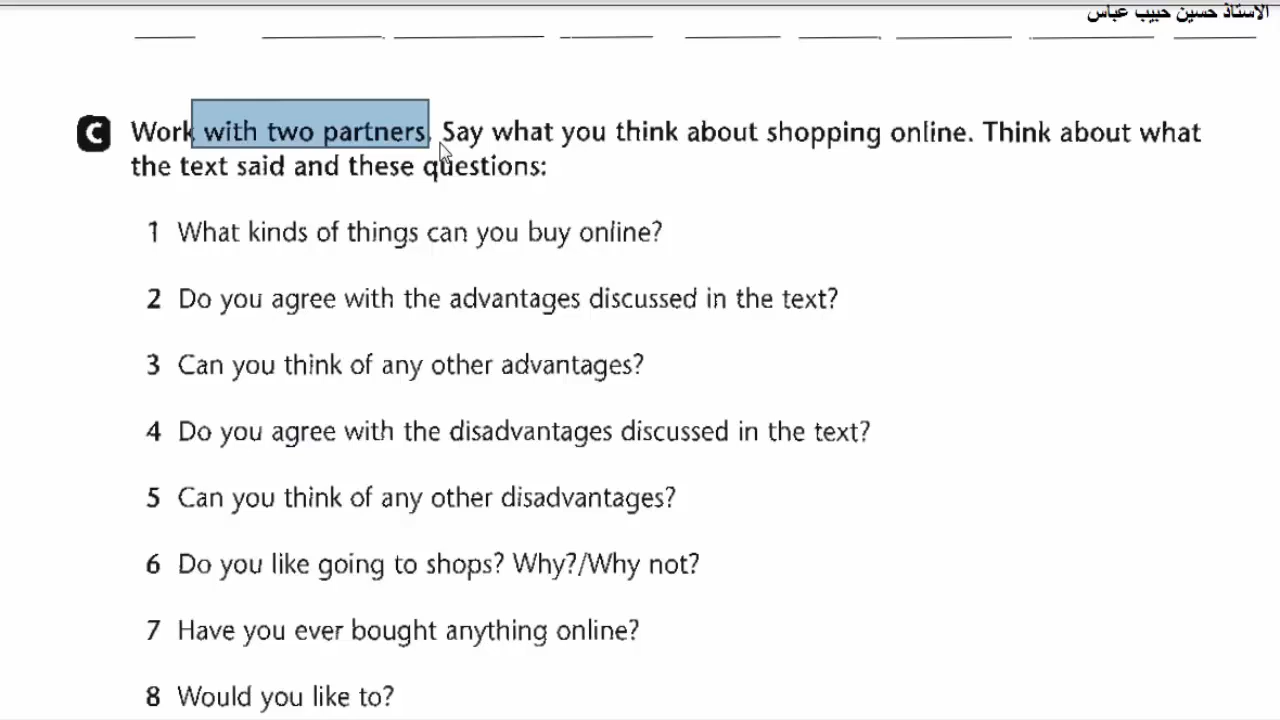 الاستاذ حسين حبيب عباس
C Work with two partners. Say what you think about shopping online. Think about what
the text said and these questions:
1 What kinds of things can you buy online?
2 Do you agree with the advantages discussed in the text?
3 Can you think of any other advantages?
4 Do you agree with the disadvantages discussed in the text?
5 Can you think of any other disadvantages?
6 Do you like going to shops? Why?/Why not?
7 Have you ever bought anything online?
8 Would you like to?